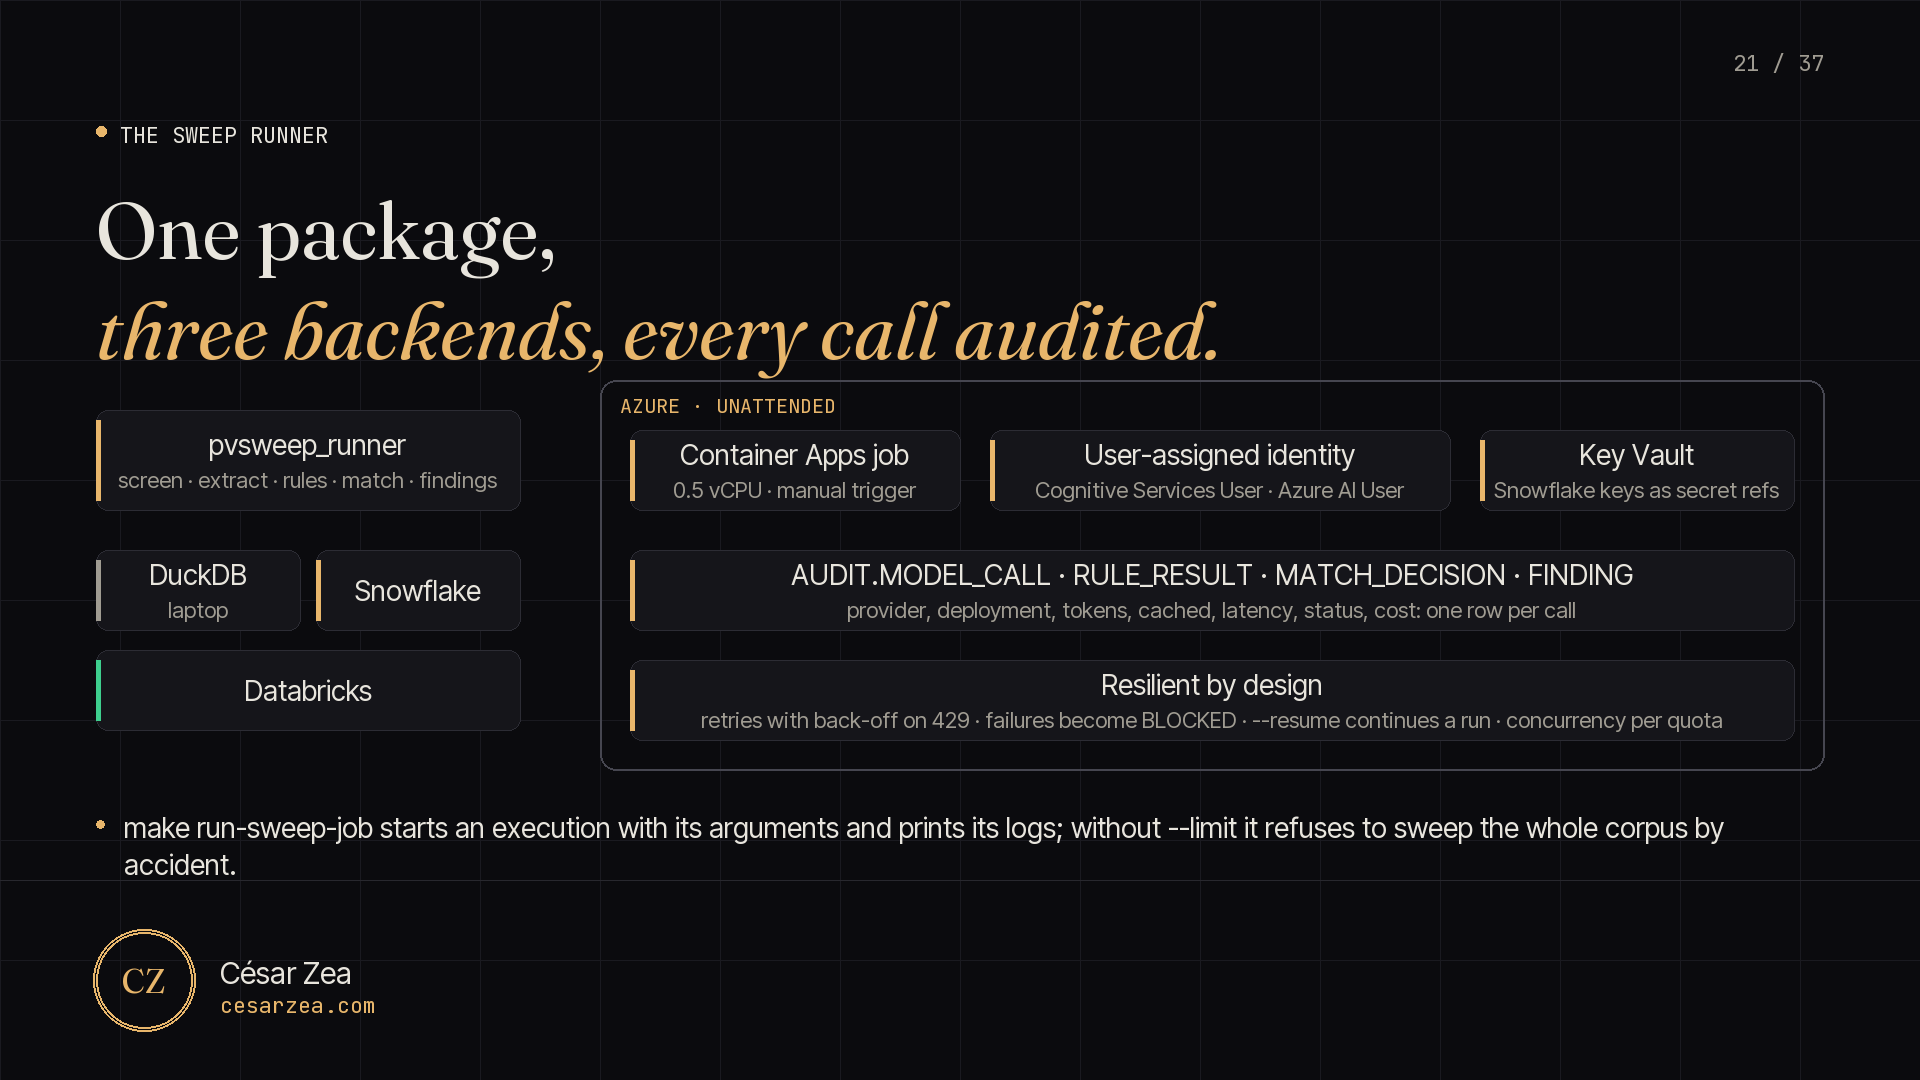 21 / 37
THE SWEEP RUNNER
One package,
three backends, every call audited.
pvsweep_runner
screen · extract · rules · match · findings
DuckDB
laptop
Snowflake
Databricks
AZURE · UNATTENDED
Container Apps job
0.5 vCPU · manual trigger
User-assigned identity
Cognitive Services User · Azure AI User
Key Vault
Snowflake keys as secret refs
AUDIT.MODEL_CALL · RULE_RESULT · MATCH_DECISION · FINDING
provider, deployment, tokens, cached, latency, status, cost: one row per call
Resilient by design
retries with back-off on 429 · failures become BLOCKED · --resume continues a run · concurrency per quota
make run-sweep-job starts an execution with its arguments and prints its logs; without --limit it refuses to sweep the whole corpus by
accident.
CZ
César Zea
cesarzea.com